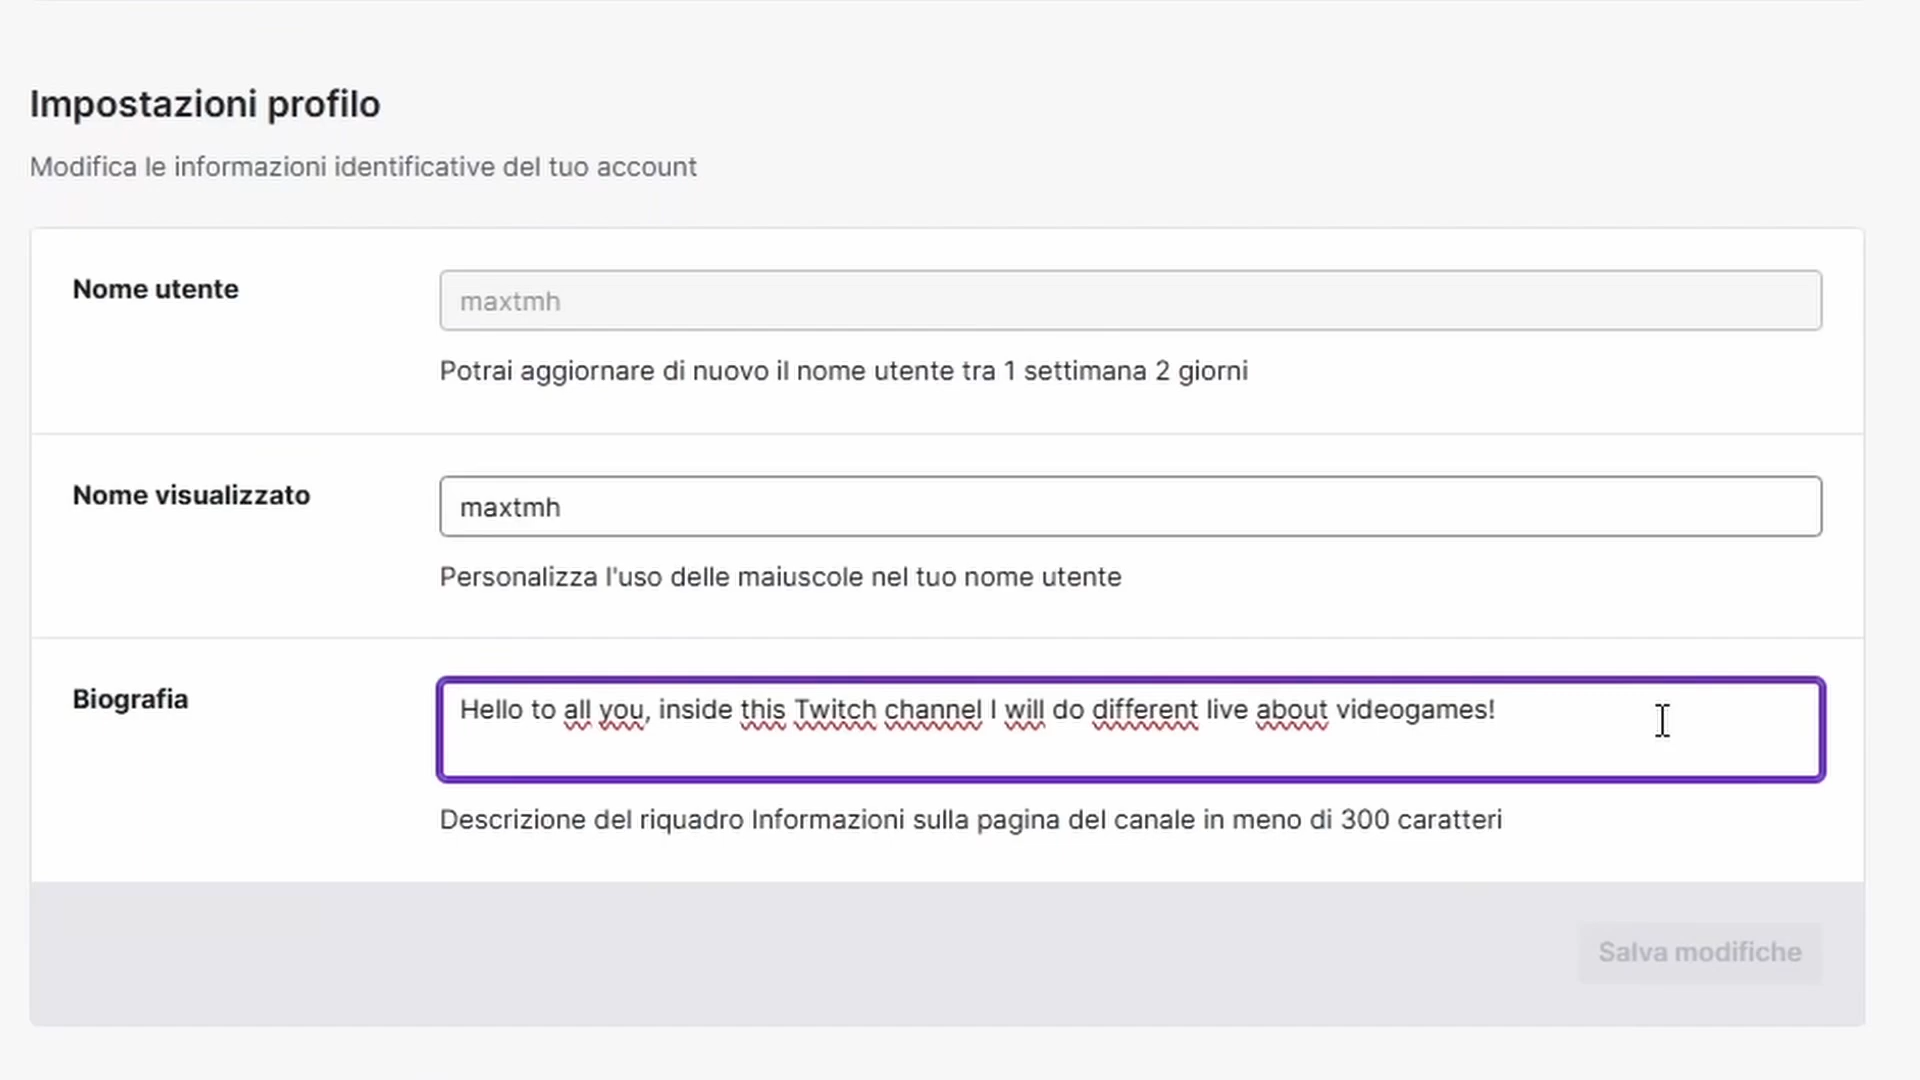 Impostazioni profilo
Modifica le informazioni identificative del tuo account
Nome utente
maxtmh
Potrai aggiornare di nuovo il nome utente tra 1 settimana 2 giorni
Nome visualizzato
maxtmh
Personalizza l'uso delle maiuscole nel tuo nome utente
Biografia
Hello to all you, inside this Twitch channel I will do different live about videogames!
Descrizione del riquadro Informazioni sulla pagina del canale in meno di 300 caratteri
Salva modifiche